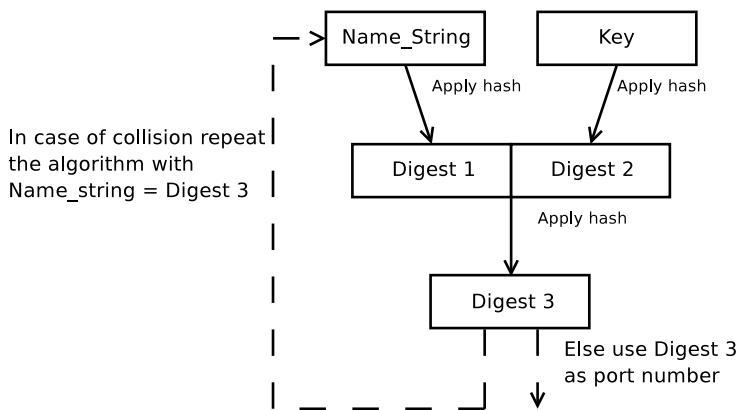 Name_String
Key
Apply hash
Apply hash
In case of collision repeat
the algorithm with
Name_string = Digest 3
Digest 1
Digest 2
Apply hash
Digest 3
Else use Digest 3
as port number